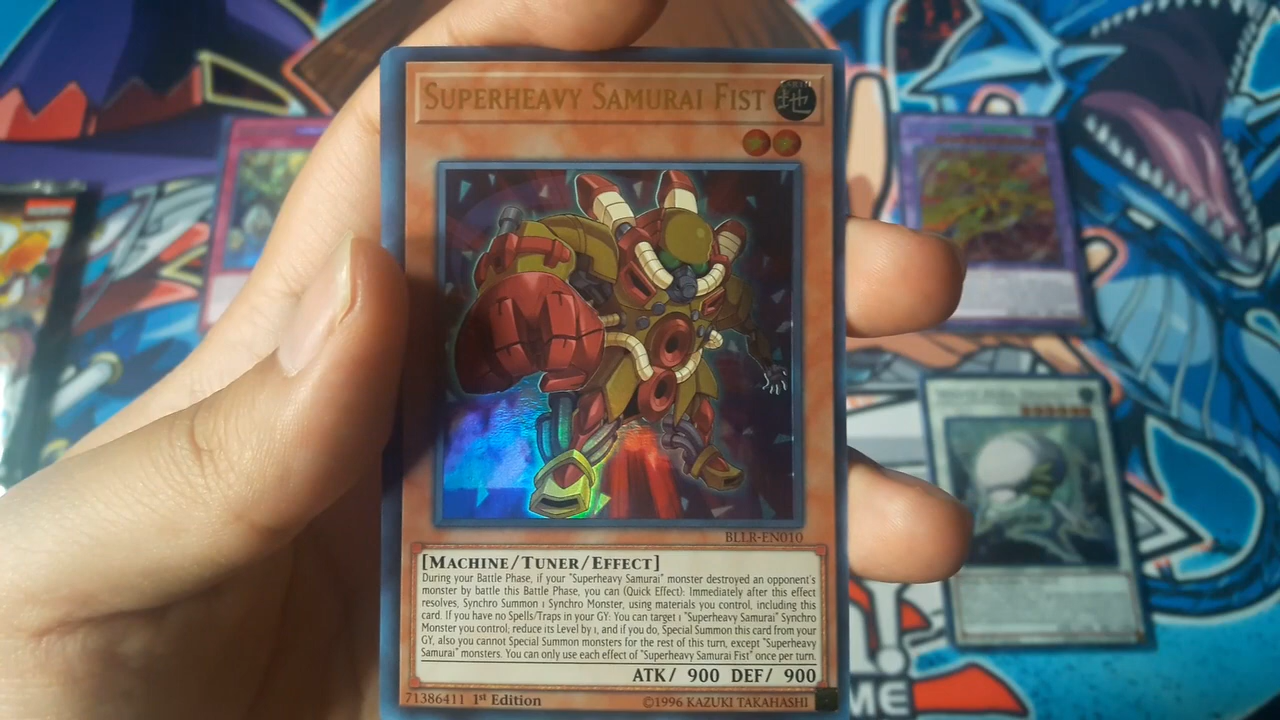 SUPERHEAVY SAMURAI FIST
地
BLLR-EN010
[MACHINE/TUNER/EFFECT]
During your Battle Phase, if your "Superheavy Samurai" monster destroyed an opponent's
monster by battle this Battle Phase, you can (Quick Effect): Immediately after this effect
resolves, Synchro Summon 1 Synchro Monster, using materials you control, including this
card. If you have no Spells/Traps in your GY: You can target 1 "Superheavy Samurai" Synchro
Monster you control; reduce its Level by 1, and if you do, Special Summon this card from your
GY, also you cannot Special Summon monsters for the rest of this turn, except "Superheavy
Samurai" monsters. You can only use each effect of "Superheavy Samurai Fist" once per turn.
ATK/ 900 DEF/ 900
71386411 1st Edition
©1996 KAZUKI TAKAHASHI
ME